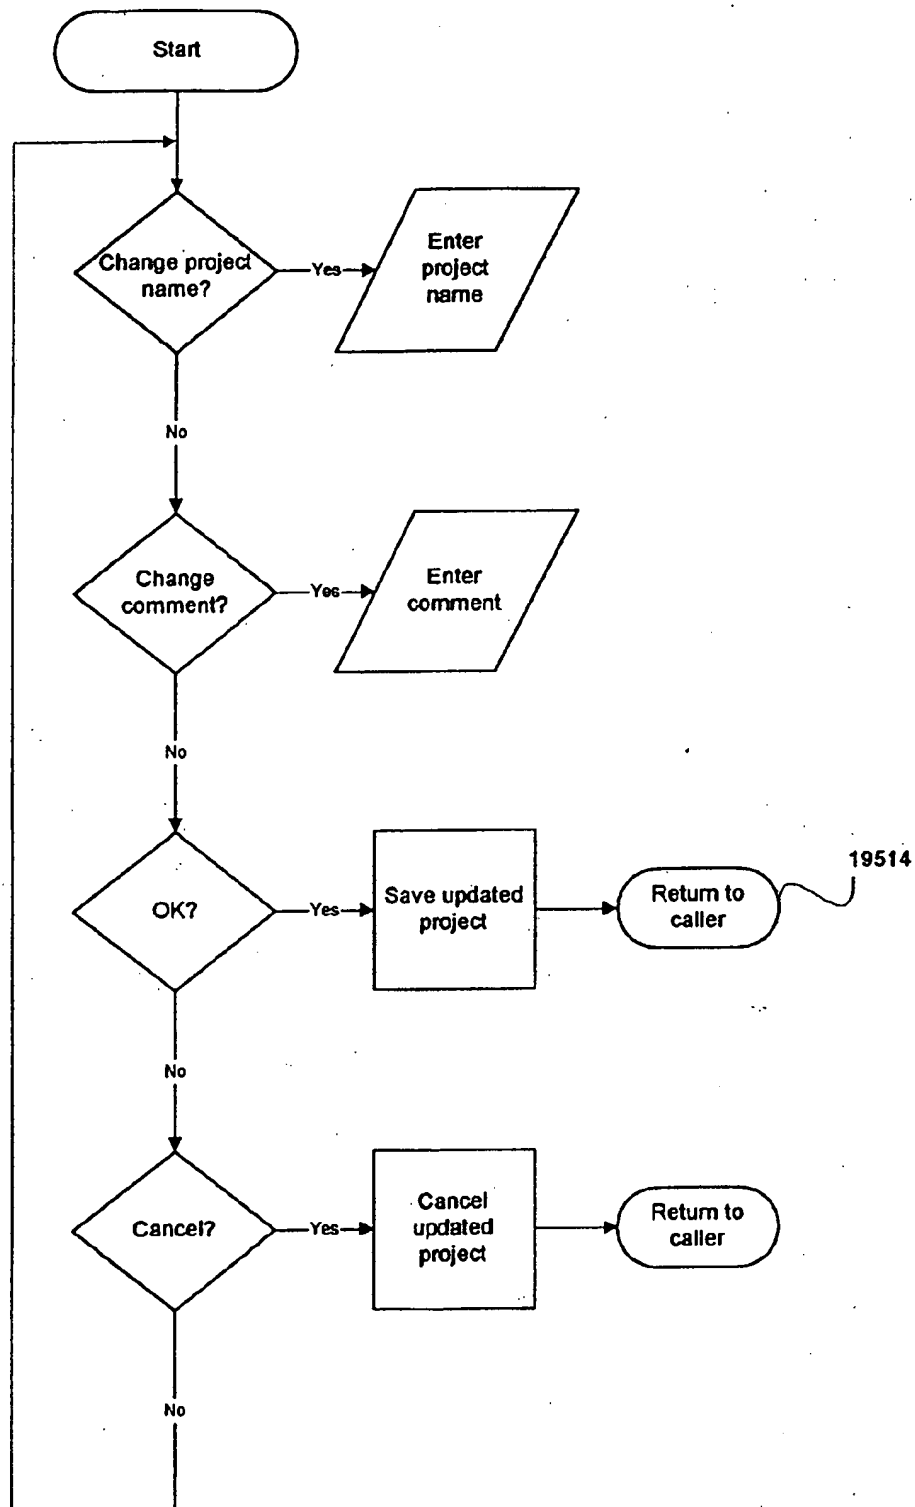 Start
Change project
name?
Yes
Enter
project
name
No
Change
comment?
Yes
Enter
comment
No
OK?
Yes
Save updated
project
Return to
caller
19514
No
Cancel?
Yes
Cancel
updated
project
Return to
caller
No